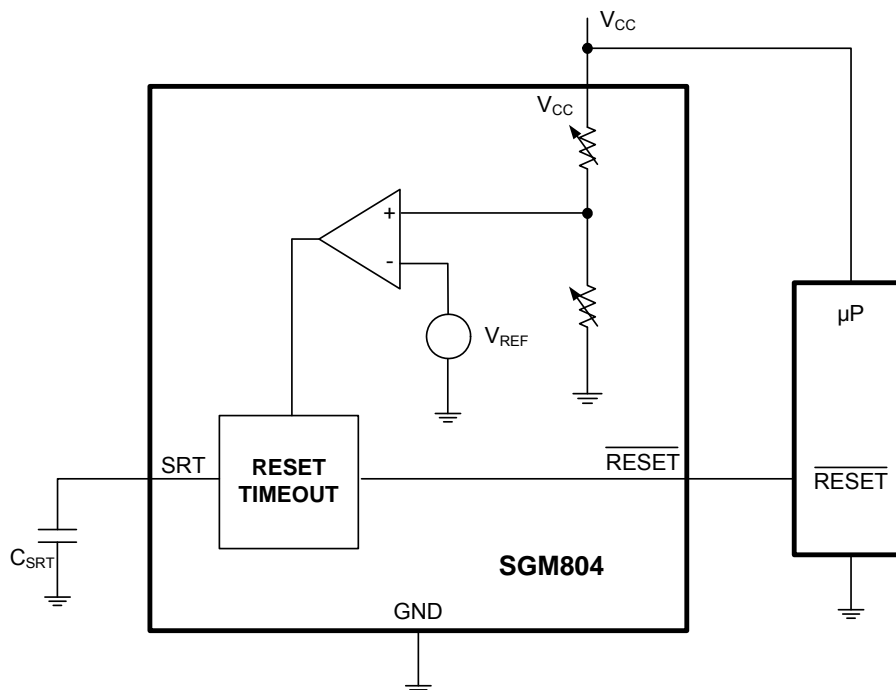 V_CC
V_CC
+
-
µP
V_REF
SRT
RESET
RESET
TIMEOUT
RESET
C_SRT
SGM804
GND